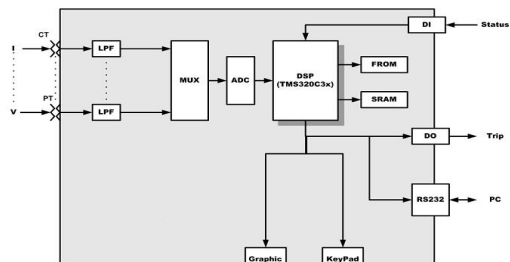 DI
Status
CT
I
LPF
MUX
ADC
DSP
(TMS320C3x)
FROM
SRAM
PT
V
LPF
DO
Trip
RS232
PC
Graphic
KeyPad